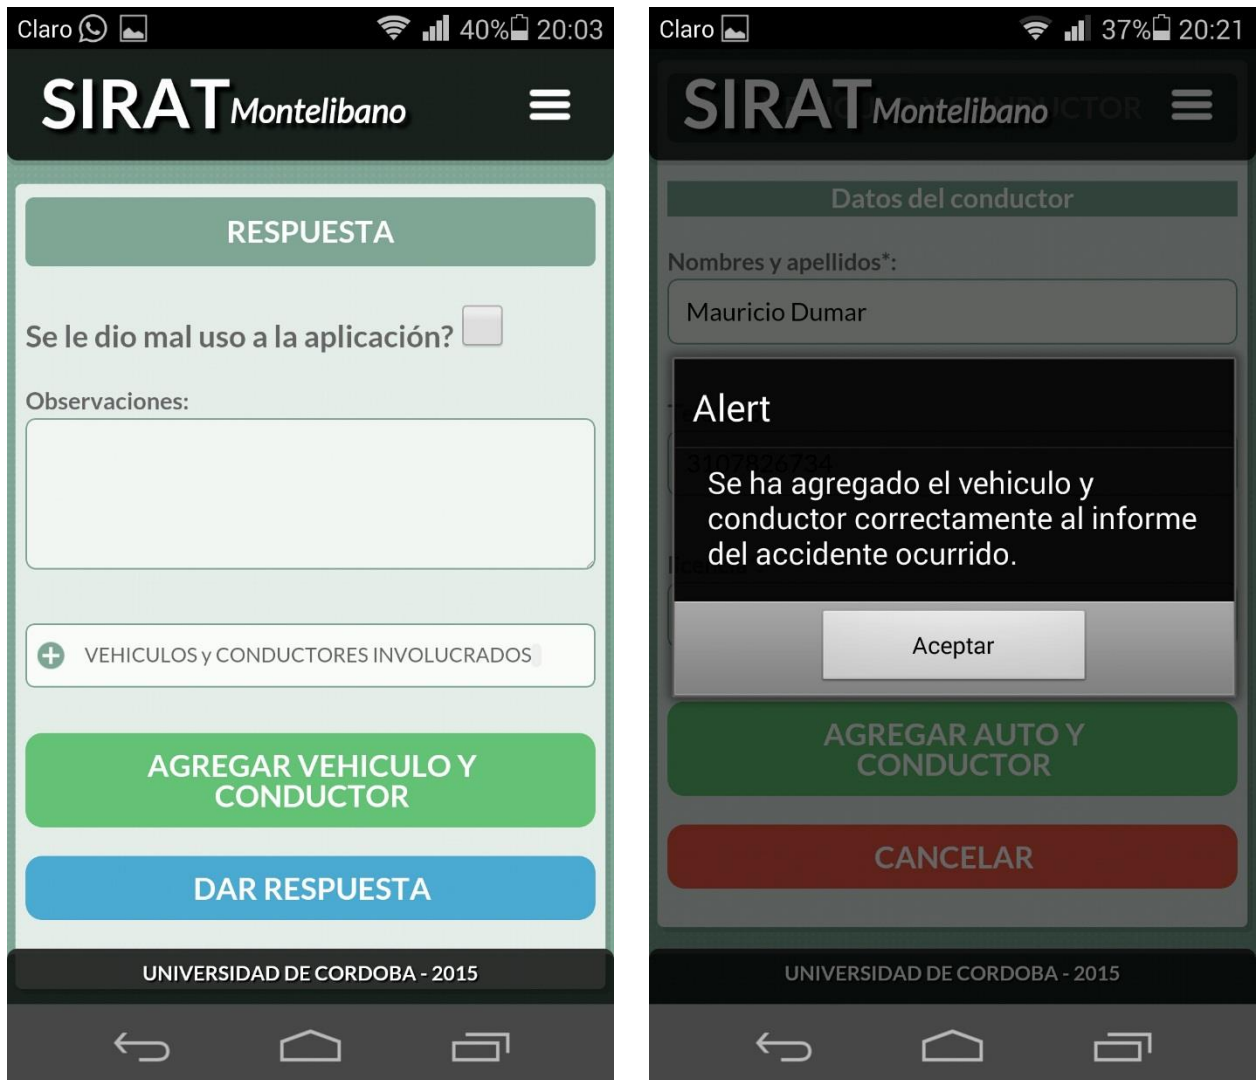 Claro 40% 20:03
SIRAT Montelibano
RESPUESTA
Se le dio mal uso a la aplicación?
Observaciones:
VEHICULOS y CONDUCTORES INVOLUCRADOS
AGREGAR VEHICULO Y
CONDUCTOR
DAR RESPUESTA
UNIVERSIDAD DE CORDOBA - 2015
Claro 37% 20:21
SIRAT Montelibano
Datos del conductor
Nombres y apellidos*:
Mauricio Dumar
3107826734
Alert
Se ha agregado el vehiculo y
conductor correctamente al informe
del accidente ocurrido.
Aceptar
AGREGAR AUTO Y
CONDUCTOR
CANCELAR
UNIVERSIDAD DE CORDOBA - 2015